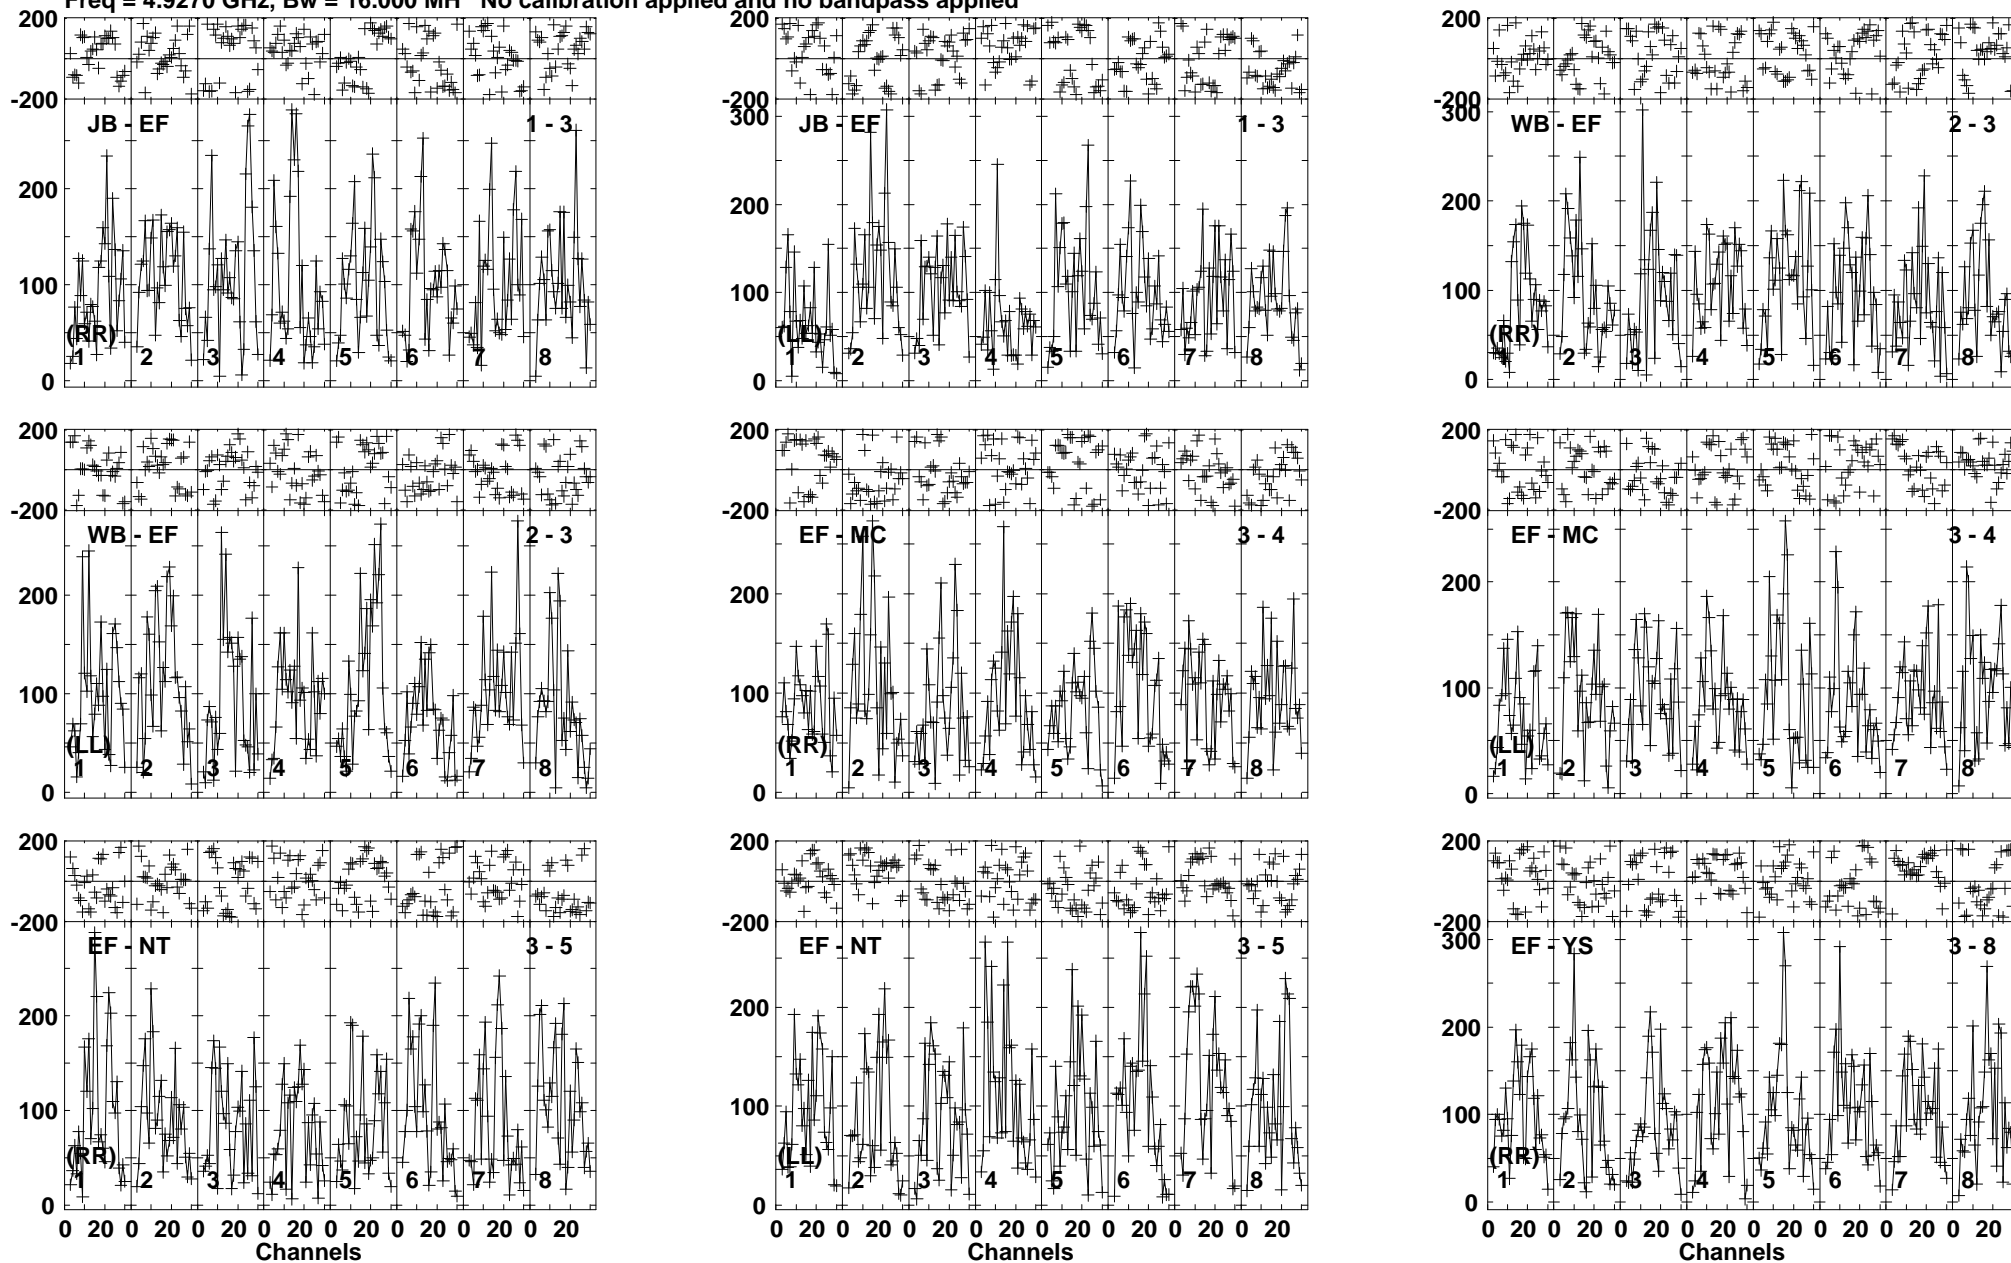 Freq = 4.9270 GHz, Bw = 16.000 MH No calibration applied and no bandpass applied
200 200 200
-200 -200 -200
300 300
JB - EF 1 - 3 JB - EF 1 - 3 WB - EF 2 - 3
200 200 200
100 100 100
(RR) (LL) (RR)
1 2 3 4 5 6 7 8 1 2 3 4 5 6 7 8 1 2 3 4 5 6 7 8
0 0 0
200 200 200
-200 -200 -200
WB - EF 2 - 3 EF - MC 3 - 4 EF - MC 3 - 4
200 200 200
100 100 100
(LL) (RR) (LL)
1 2 3 4 5 6 7 8 1 2 3 4 5 6 7 8 1 2 3 4 5 6 7 8
0 0 0
200 200 200
-200 -200 -200
300
EF - NT 3 - 5 EF - NT 3 - 5 EF - YS 3 - 8
200 200 200
100 100 100
(RR) (LL) (RR)
1 2 3 4 5 6 7 8 1 2 3 4 5 6 7 8 1 2 3 4 5 6 7 8
0 0 0
0 20 0 20 0 20 0 20 0 20 0 20 0 20 0 20 0 20 0 20 0 20 0 20 0 20 0 20 0 20 0 20 0 20 0 20 0 20 0 20 0 20 0 20 0 20 0 20
Channels Channels Channels